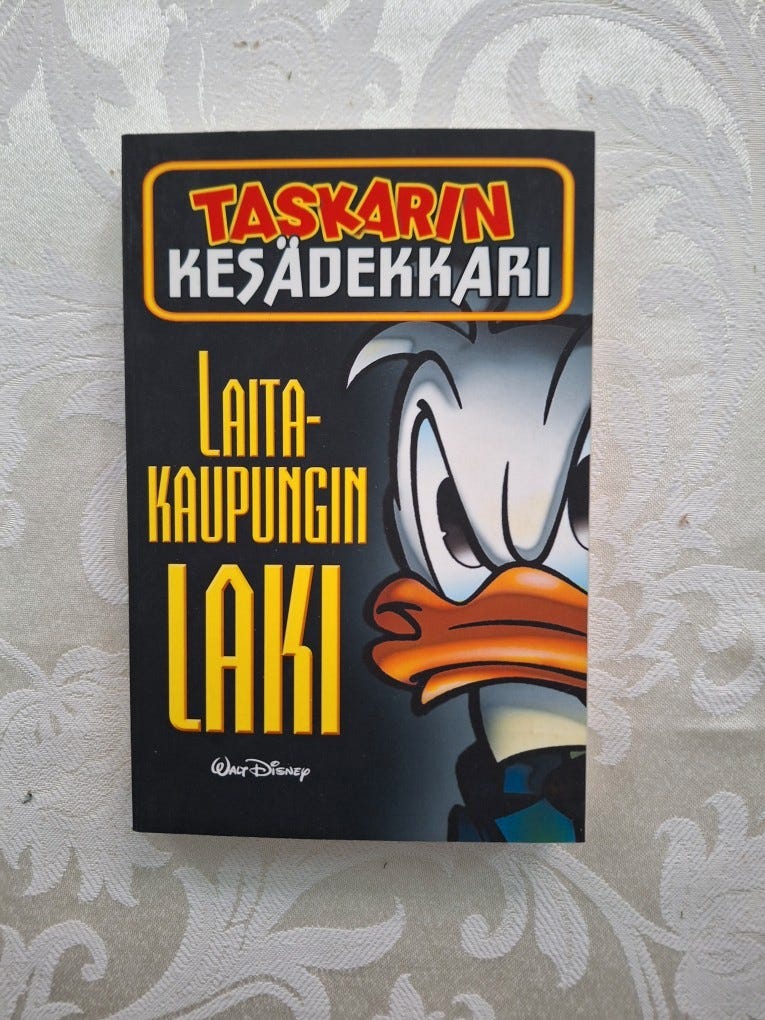 TASKARIN
KESÄDEKKARI
LAITA-
KAUPUNGIN
LAKI
WALT DISNEY